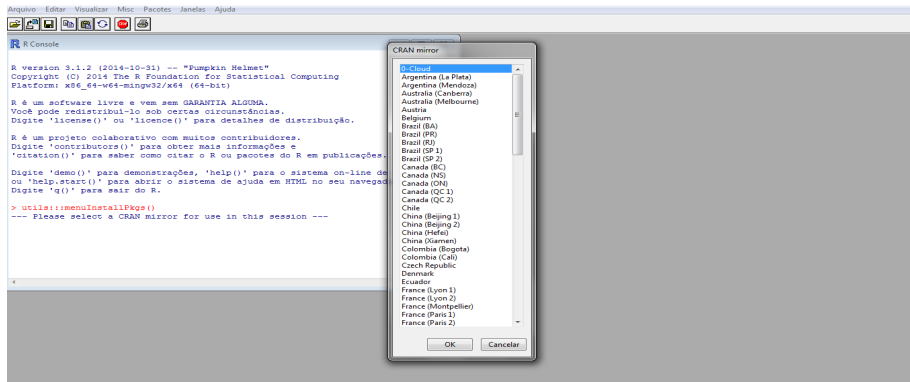 Arquivo Editar Visualizar Misc Pacotes Janelas Ajuda
R Console
R version 3.1.2 (2014-10-31) -- "Pumpkin Helmet"
Copyright (C) 2014 The R Foundation for Statistical Computing
Platform: x86_64-w64-mingw32/x64 (64-bit)
R é um software livre e vem sem GARANTIA ALGUMA.
Você pode redistribuí-lo sob certas circunstâncias.
Digite 'license()' ou 'licence()' para detalhes de distribuição.
R é um projeto colaborativo com muitos contribuidores.
Digite 'contributors()' para obter mais informações e
'citation()' para saber como citar o R ou pacotes do R em publicações.
Digite 'demo()' para demonstrações, 'help()' para o sistema on-line de
ou 'help.start()' para abrir o sistema de ajuda em HTML no seu navegad
Digite 'q()' para sair do R.
> utils:::menuInstallPkgs()
--- Please select a CRAN mirror for use in this session ---
CRAN mirror
0-Cloud
Argentina (La Plata)
Argentina (Mendoza)
Australia (Canberra)
Australia (Melbourne)
Austria
Belgium
Brazil (BA)
Brazil (PR)
Brazil (RJ)
Brazil (SP 1)
Brazil (SP 2)
Canada (BC)
Canada (NS)
Canada (ON)
Canada (QC 1)
Canada (QC 2)
Chile
China (Beijing 1)
China (Beijing 2)
China (Hefei)
China (Xiamen)
Colombia (Bogota)
Colombia (Cali)
Czech Republic
Denmark
Ecuador
France (Lyon 1)
France (Lyon 2)
France (Montpellier)
France (Paris 1)
France (Paris 2)
OK Cancelar